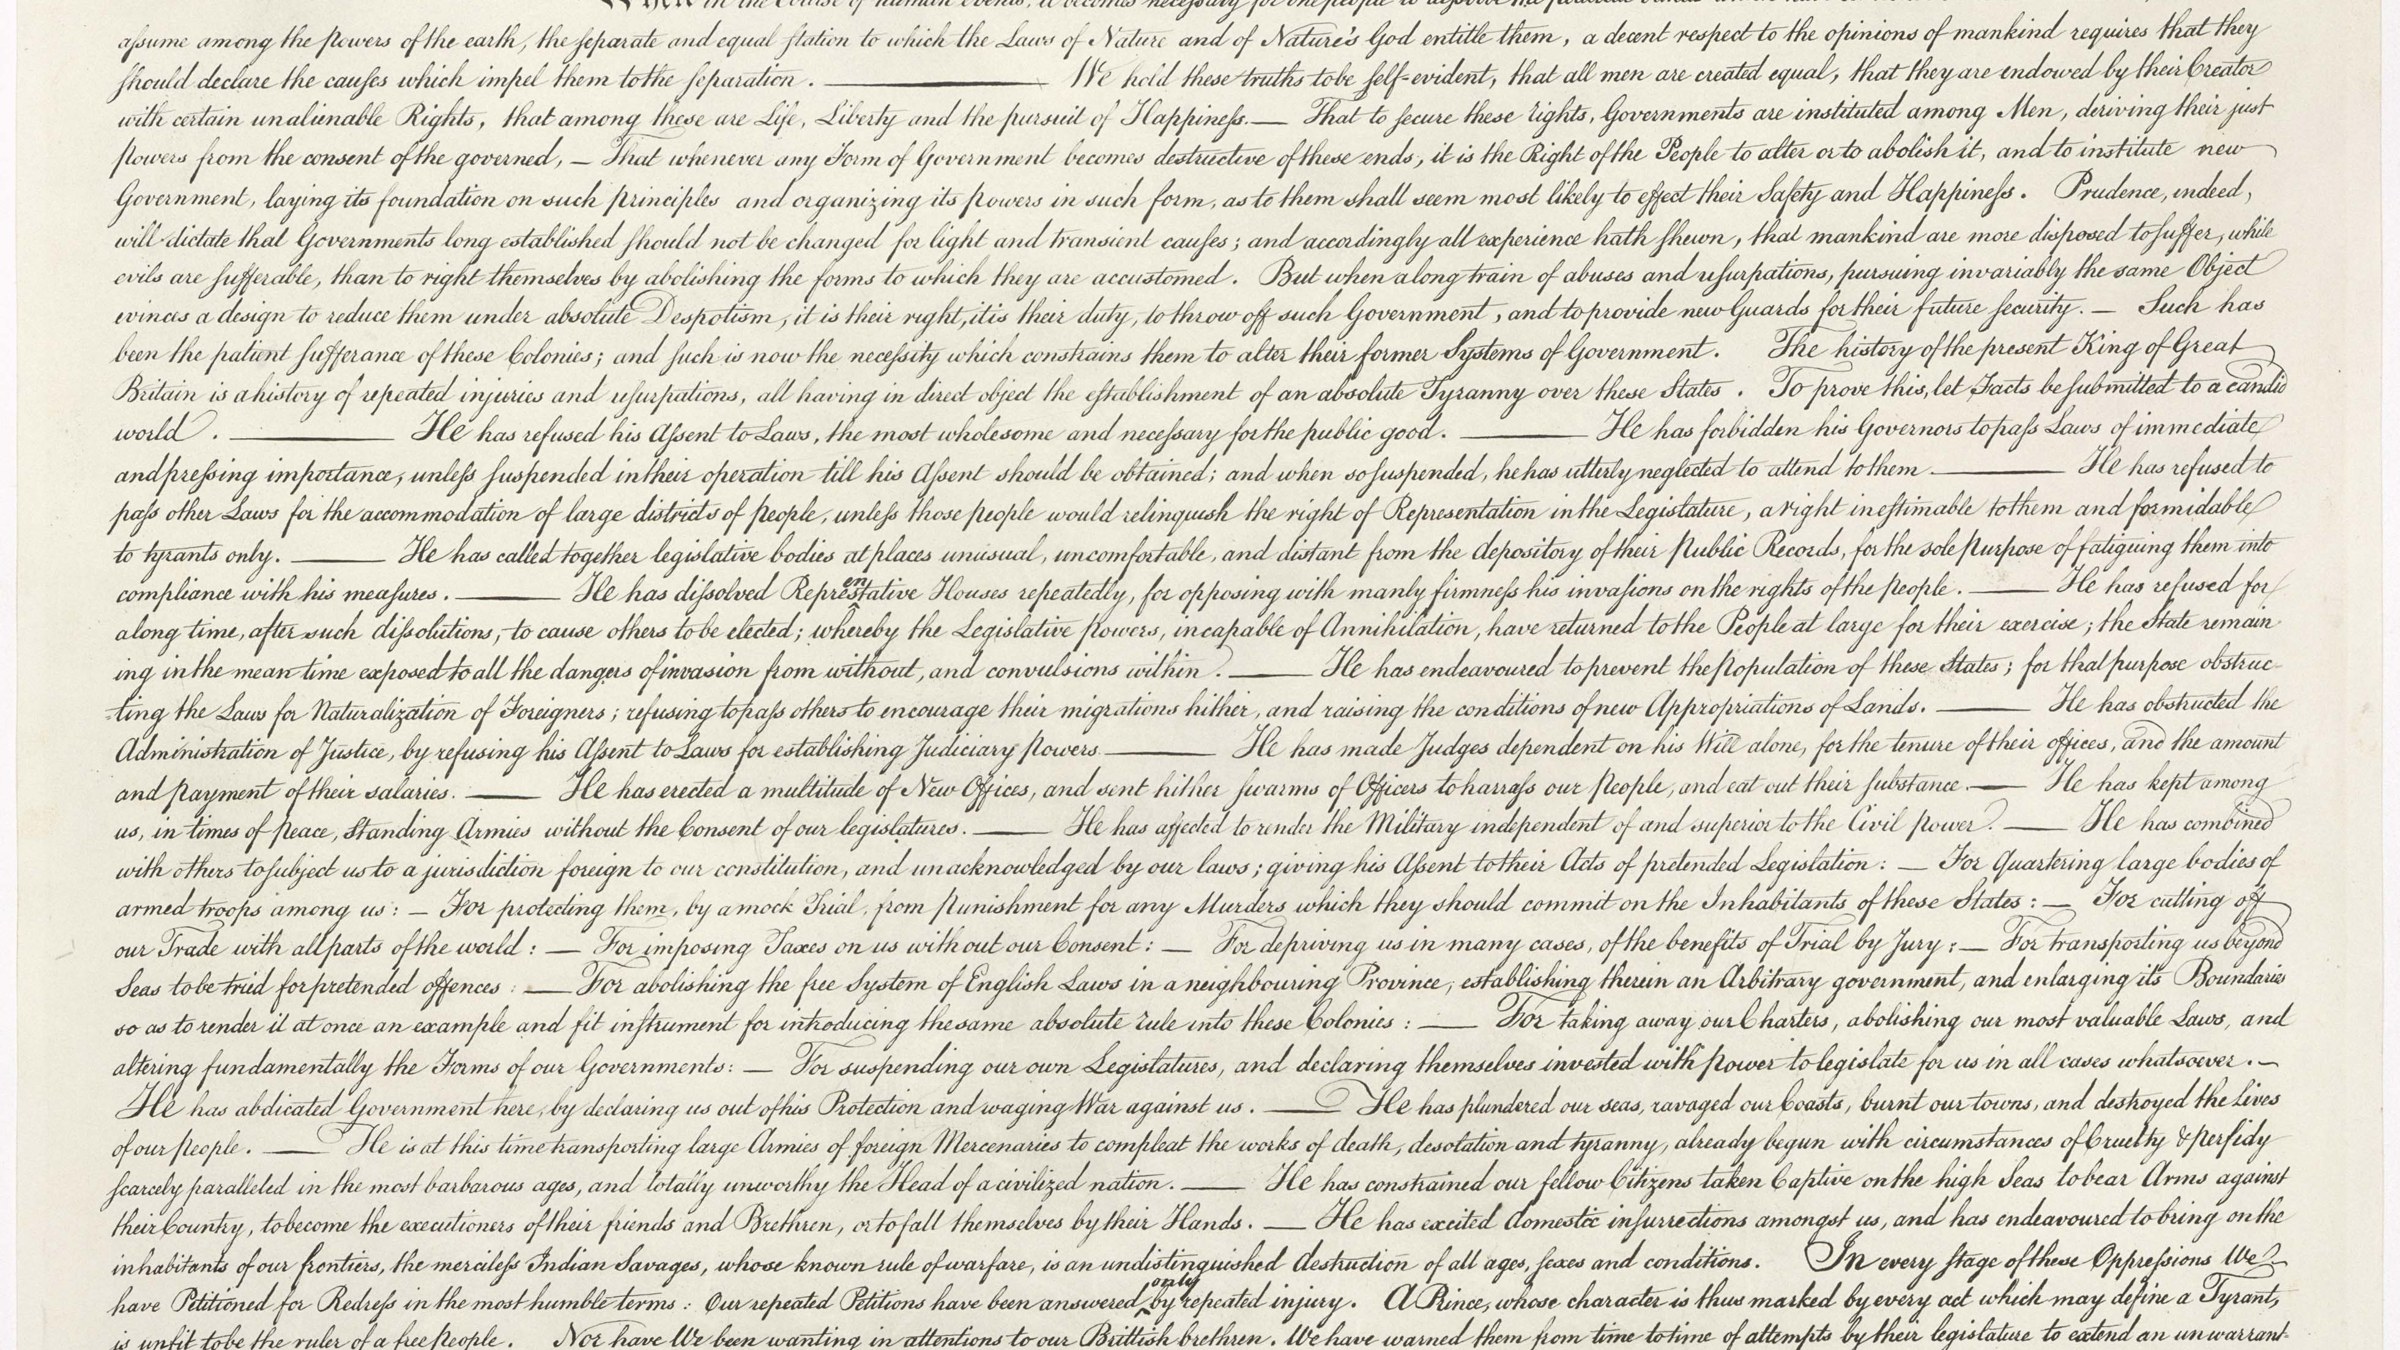 When in the Course of human events, it becomes necessary for one people to dissolve the political bands
assume among the powers of the earth, the separate and equal station to which the Laws of Nature and of Nature's God entitle them, a decent respect to the opinions of mankind requires that they
should declare the causes which impel them to the separation. ——— We hold these truths to be self-evident, that all men are created equal, that they are endowed by their Creator
with certain unalienable Rights, that among these are Life, Liberty and the pursuit of Happiness.— That to secure these rights, Governments are instituted among Men, deriving their just
powers from the consent of the governed, — That whenever any Form of Government becomes destructive of these ends, it is the Right of the People to alter or to abolish it, and to institute new
Government, laying its foundation on such principles and organizing its powers in such form, as to them shall seem most likely to effect their Safety and Happiness. Prudence, indeed,
will dictate that Governments long established should not be changed for light and transient causes; and accordingly all experience hath shewn, that mankind are more disposed to suffer, while
evils are sufferable, than to right themselves by abolishing the forms to which they are accustomed. But when a long train of abuses and usurpations, pursuing invariably the same Object
evinces a design to reduce them under absolute Despotism, it is their right, it is their duty, to throw off such Government, and to provide new Guards for their future security. — Such has
been the patient sufferance of these Colonies; and such is now the necessity which constrains them to alter their former Systems of Government. The history of the present King of Great
Britain is a history of repeated injuries and usurpations, all having in direct object the establishment of an absolute Tyranny over these States. To prove this, let Facts be submitted to a candid
world. ——— He has refused his Assent to Laws, the most wholesome and necessary for the public good. ——— He has forbidden his Governors to pass Laws of immediate
and pressing importance, unless suspended in their operation till his Assent should be obtained; and when so suspended, he has utterly neglected to attend to them. ——— He has refused to
pass other Laws for the accommodation of large districts of people, unless those people would relinquish the right of Representation in the Legislature, a right inestimable to them and formidable
to tyrants only. ——— He has called together legislative bodies at places unusual, uncomfortable, and distant from the depository of their public Records, for the sole purpose of fatiguing them into
compliance with his measures. ——— He has dissolved Representative Houses repeatedly, for opposing with manly firmness his invasions on the rights of the people. ——— He has refused for
a long time, after such dissolutions, to cause others to be elected; whereby the Legislative powers, incapable of Annihilation, have returned to the People at large for their exercise; the State remain
ing in the mean time exposed to all the dangers of invasion from without, and convulsions within. ——— He has endeavoured to prevent the population of these States; for that purpose obstruc-
-ting the Laws for Naturalization of Foreigners; refusing to pass others to encourage their migrations hither, and raising the conditions of new Appropriations of Lands. ——— He has obstructed the
Administration of Justice, by refusing his Assent to Laws for establishing Judiciary powers. ——— He has made Judges dependent on his Will alone, for the tenure of their offices, and the amount
and payment of their salaries. ——— He has erected a multitude of New Offices, and sent hither swarms of Officers to harrass our people, and eat out their substance. — He has kept among
us, in times of peace, Standing Armies without the Consent of our legislatures. ——— He has affected to render the Military independent of and superior to the Civil power. ——— He has combined
with others to subject us to a jurisdiction foreign to our constitution, and unacknowledged by our laws; giving his Assent to their Acts of pretended Legislation: — For Quartering large bodies of
armed troops among us: — For protecting them, by a mock Trial, from punishment for any Murders which they should commit on the Inhabitants of these States: — For cutting off
our Trade with all parts of the world: — For imposing Taxes on us without our Consent: — For depriving us in many cases, of the benefits of Trial by Jury: — For transporting us beyond
Seas to be tried for pretended offences: — For abolishing the free System of English Laws in a neighbouring Province, establishing therein an Arbitrary government, and enlarging its Boundaries
so as to render it at once an example and fit instrument for introducing the same absolute rule into these Colonies: — For taking away our Charters, abolishing our most valuable Laws, and
altering fundamentally the Forms of our Governments: — For suspending our own Legislatures, and declaring themselves invested with power to legislate for us in all cases whatsoever. —
He has abdicated Government here, by declaring us out of his Protection and waging War against us. ——— He has plundered our seas, ravaged our Coasts, burnt our towns, and destroyed the Lives
of our people. ——— He is at this time transporting large Armies of foreign Mercenaries to compleat the works of death, desolation and tyranny, already begun with circumstances of Cruelty & perfidy
scarcely paralleled in the most barbarous ages, and totally unworthy the Head of a civilized nation. ——— He has constrained our fellow Citizens taken Captive on the high Seas to bear Arms against
their Country, to become the executioners of their friends and Brethren, or to fall themselves by their Hands. — He has excited domestic insurrections amongst us, and has endeavoured to bring on the
inhabitants of our frontiers, the merciless Indian Savages, whose known rule of warfare, is an undistinguished destruction of all ages, sexes and conditions. In every stage of these Oppressions We
have Petitioned for Redress in the most humble terms: Our repeated Petitions have been answered only by repeated injury. A Prince, whose character is thus marked by every act which may define a Tyrant,
is unfit to be the ruler of a free people. Nor have We been wanting in attentions to our Brittish brethren. We have warned them from time to time of attempts by their legislature to extend an unwarrant-